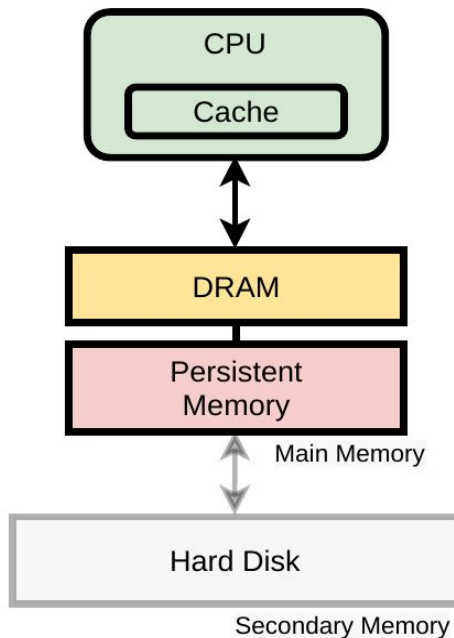 CPU
Cache
DRAM
Persistent
Memory
Main Memory
Hard Disk
Secondary Memory